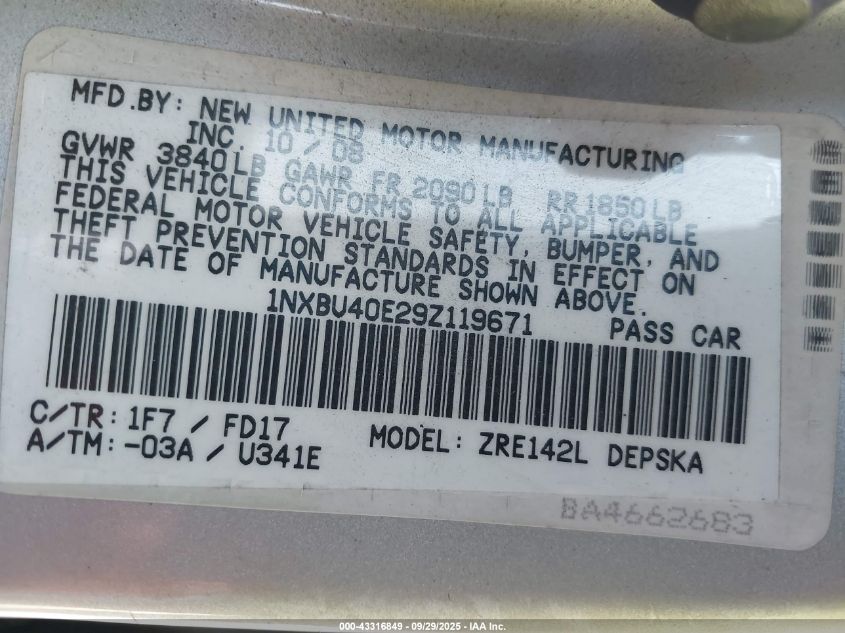 MFD.BY: NEW UNITED MOTOR MANUFACTURING
INC. 10 / 08
GVWR 3840LB GAWR FR 2090LB RR 1850LB
THIS VEHICLE CONFORMS TO ALL APPLICABLE
FEDERAL MOTOR VEHICLE SAFETY, BUMPER, AND
THEFT PREVENTION STANDARDS IN EFFECT ON
THE DATE OF MANUFACTURE SHOWN ABOVE.
1NXBU40E29Z119671 PASS CAR
C/TR: 1F7 / FD17
A/TM: -03A / U341E MODEL: ZRE142L DEPSKA
BA4662683
000-43316849 - 09/29/2025 - IAA Inc.